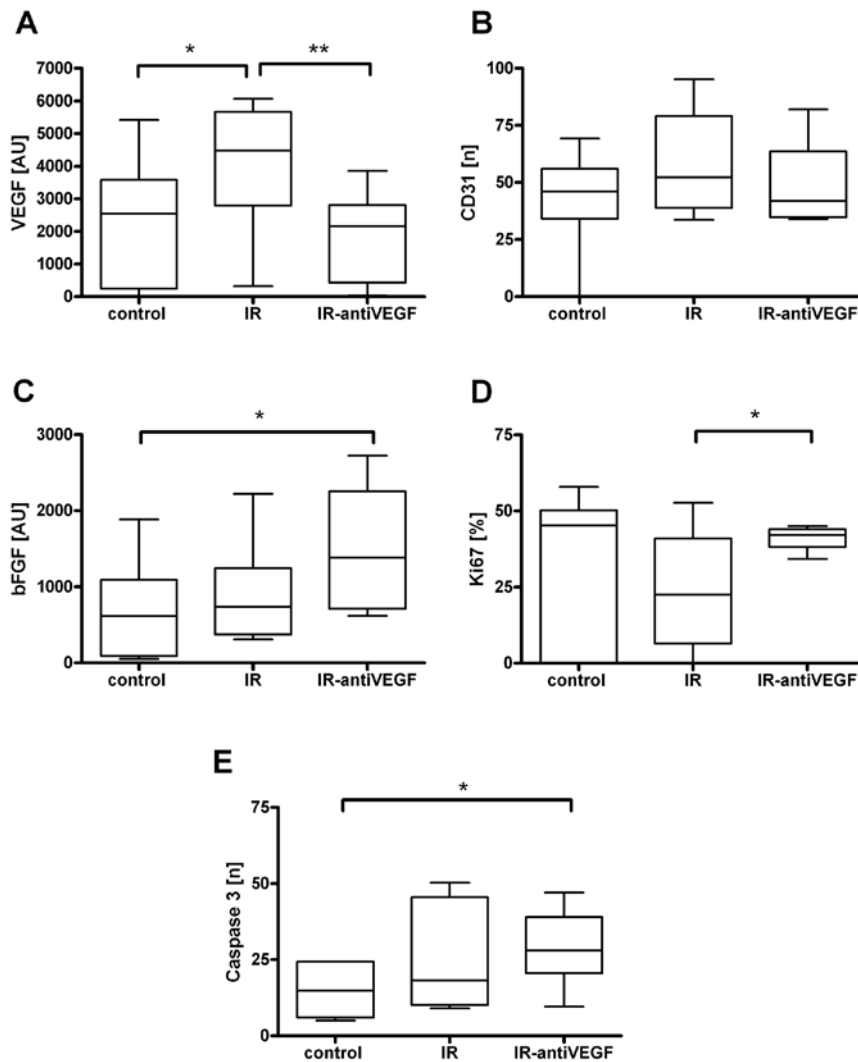 A
* **
VEGF [AU]
7000
6000
5000
4000
3000
2000
1000
0
control IR IR-antiVEGF
B
CD31 [n]
100
75
50
25
0
control IR IR-antiVEGF
C
*
bFGF [AU]
3000
2000
1000
0
control IR IR-antiVEGF
D
*
Ki67 [%]
75
50
25
0
control IR IR-antiVEGF
E
*
Caspase 3 [n]
75
50
25
0
control IR IR-antiVEGF